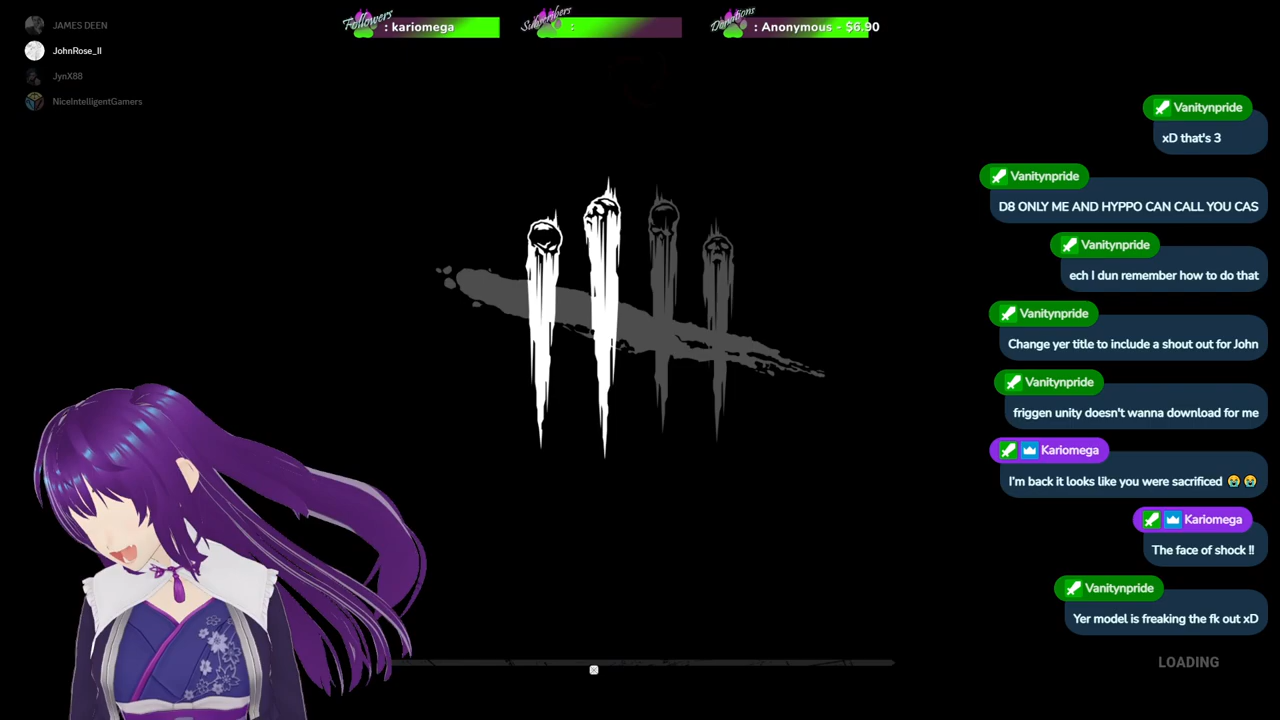 JAMES DEEN
JohnRose_II
JynX88
NiceIntelligentGamers
Followers : kariomega
Subscribers :
Donations : Anonymous - $6.90
Vanitynpride
xD that's 3
Vanitynpride
D8 ONLY ME AND HYPPO CAN CALL YOU CAS
Vanitynpride
ech I dun remember how to do that
Vanitynpride
Change yer title to include a shout out for John
Vanitynpride
friggen unity doesn't wanna download for me
Kariomega
I'm back it looks like you were sacrificed 😭 😭
Kariomega
The face of shock !!
Vanitynpride
Yer model is freaking the fk out xD
LOADING